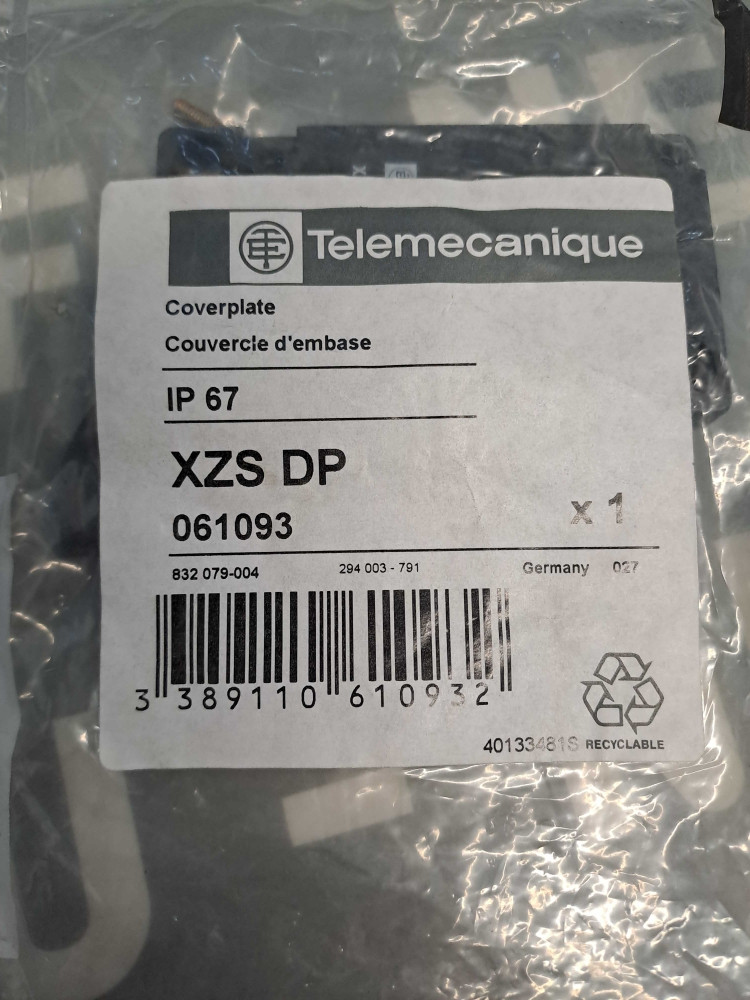 Telemecanique
Coverplate
Couvercle d'embase
IP 67
XZS DP
061093
x 1
832 079-004
294 003 - 791
Germany 027
3 389110 610932
40133481S RECYCLABLE